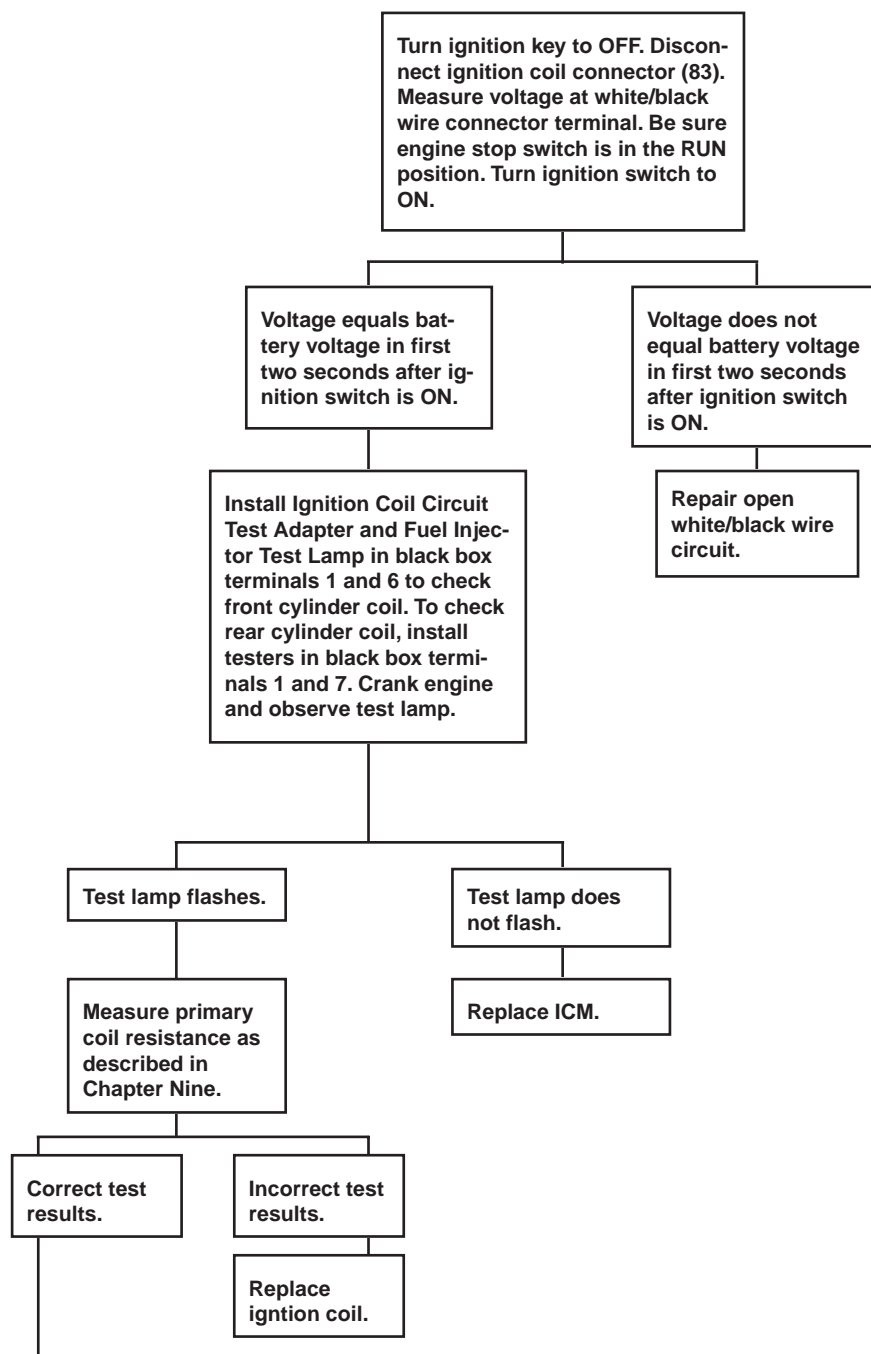 Turn ignition key to OFF. Discon-
nect ignition coil connector (83).
Measure voltage at white/black
wire connector terminal. Be sure
engine stop switch is in the RUN
position. Turn ignition switch to
ON.
Voltage equals bat-
tery voltage in first
two seconds after ig-
nition switch is ON.
Voltage does not
equal battery voltage
in first two seconds
after ignition switch
is ON.
Install Ignition Coil Circuit
Test Adapter and Fuel Injec-
tor Test Lamp in black box
terminals 1 and 6 to check
front cylinder coil. To check
rear cylinder coil, install
testers in black box termi-
nals 1 and 7. Crank engine
and observe test lamp.
Repair open
white/black wire
circuit.
Test lamp flashes.
Test lamp does
not flash.
Measure primary
coil resistance as
described in
Chapter Nine.
Replace ICM.
Correct test
results.
Incorrect test
results.
Replace
igntion coil.